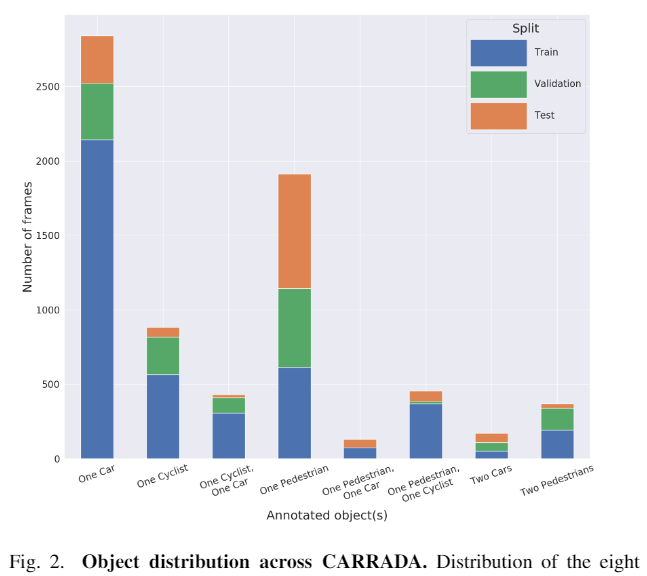 Split
Train
Validation
Test
Number of frames
2500
2000
1500
1000
500
0
One Car
One Cyclist
One Cyclist,
One Car
One Pedestrian
One Pedestrian,
One Car
One Pedestrian,
One Cyclist
Two Cars
Two Pedestrians
Annotated object(s)
Fig. 2. Object distribution across CARRADA. Distribution of the eight